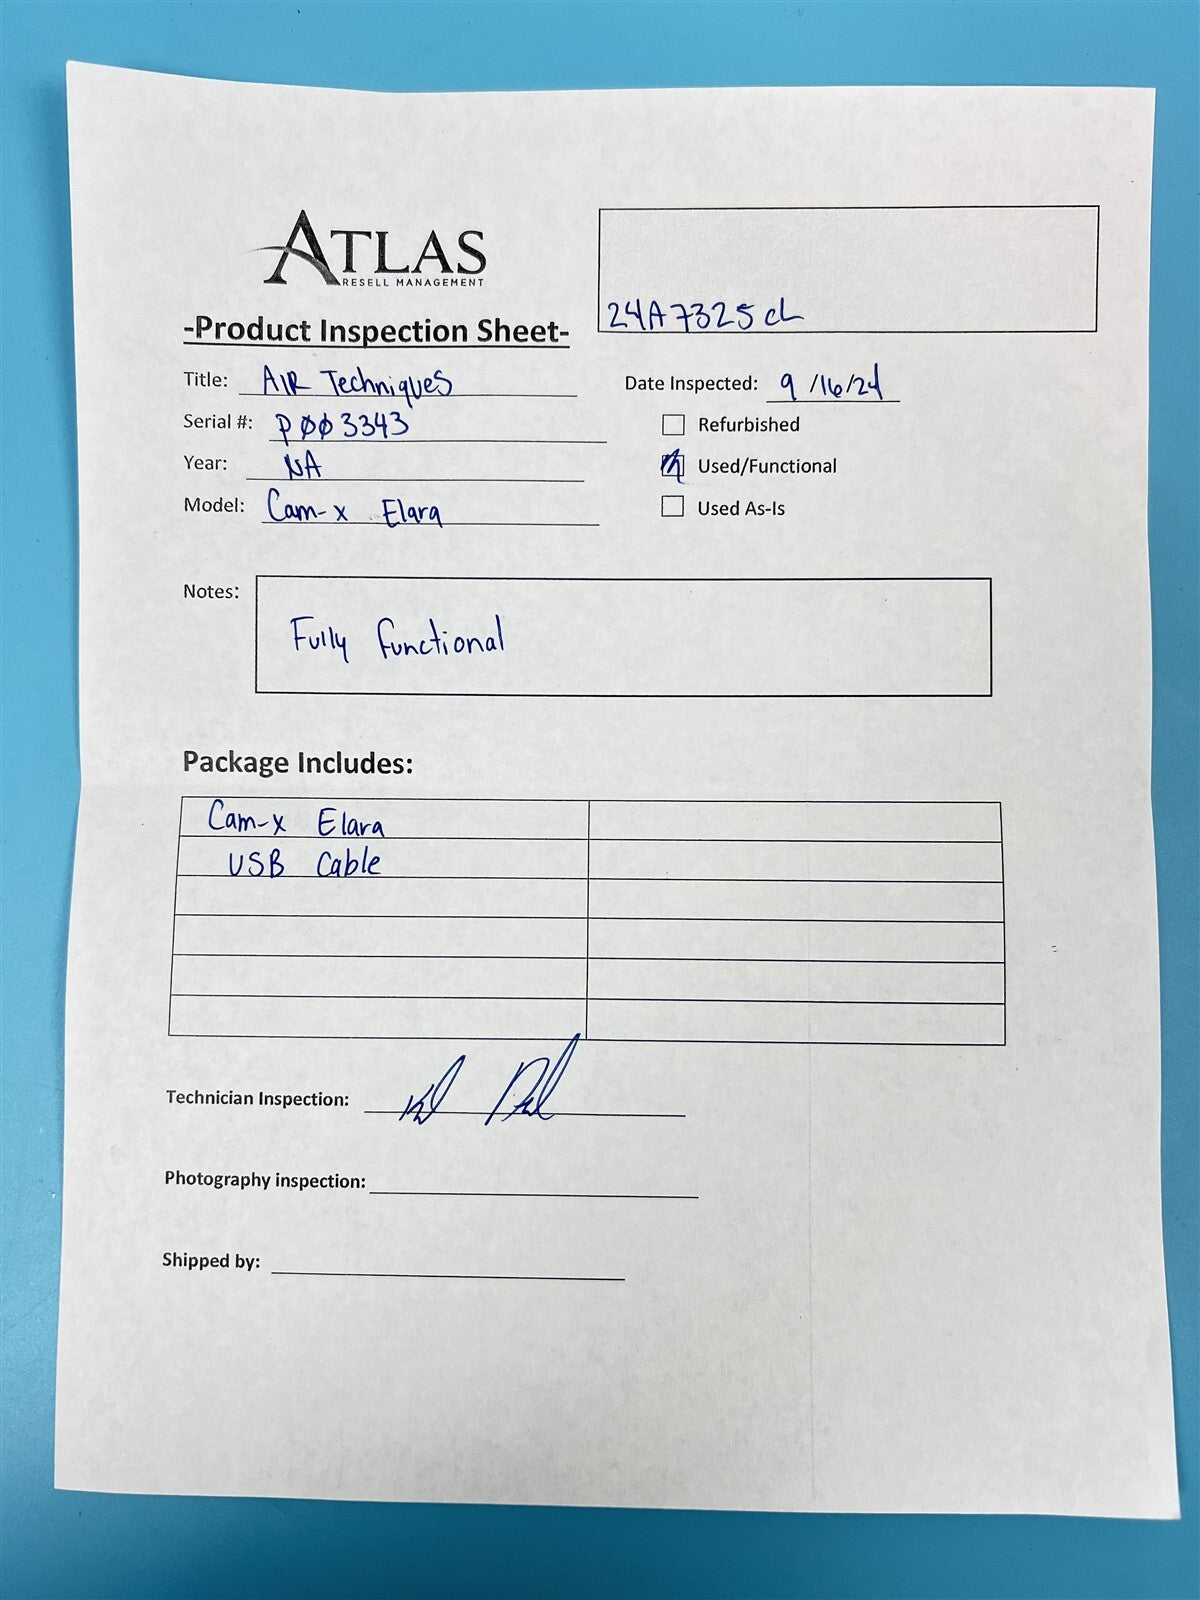 ATLAS
RESELL MANAGEMENT
24A7325 cL
-Product Inspection Sheet-
Title: AIR Techniques
Date Inspected: 9/16/24
Serial #: P003343
Refurbished
Year: NA
Used/Functional
Model: Cam-x Elara
Used As-Is
Notes: Fully functional
Package Includes:
Cam-x Elara
USB Cable
Technician Inspection:
Photography inspection:
Shipped by: